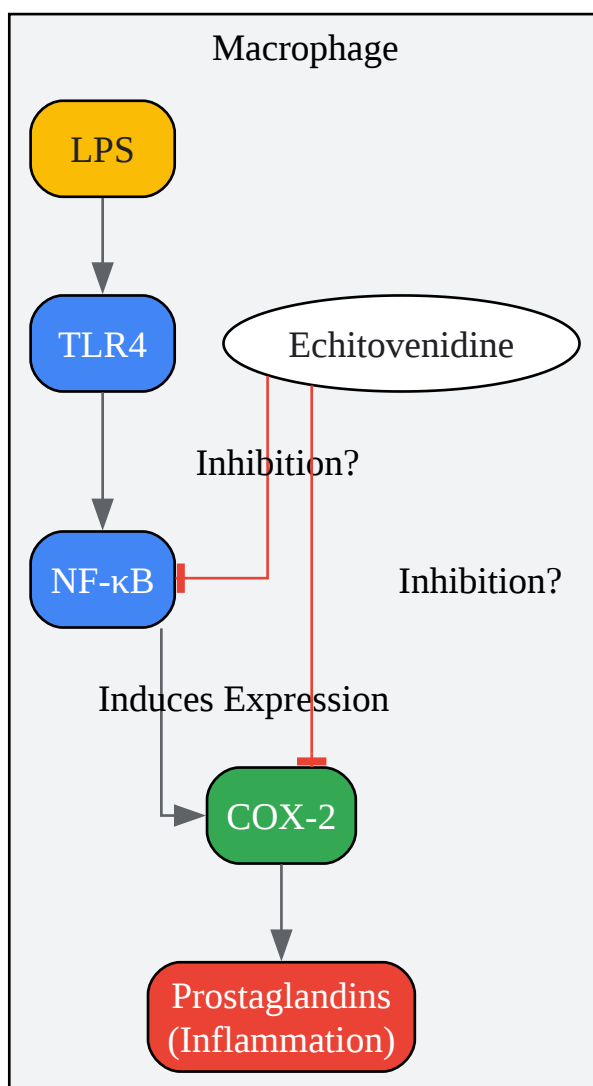 Macrophage
LPS
TLR4
Echitovenidine
Inhibition?
NF-κB
Inhibition?
Induces Expression
COX-2
Prostaglandins
(Inflammation)